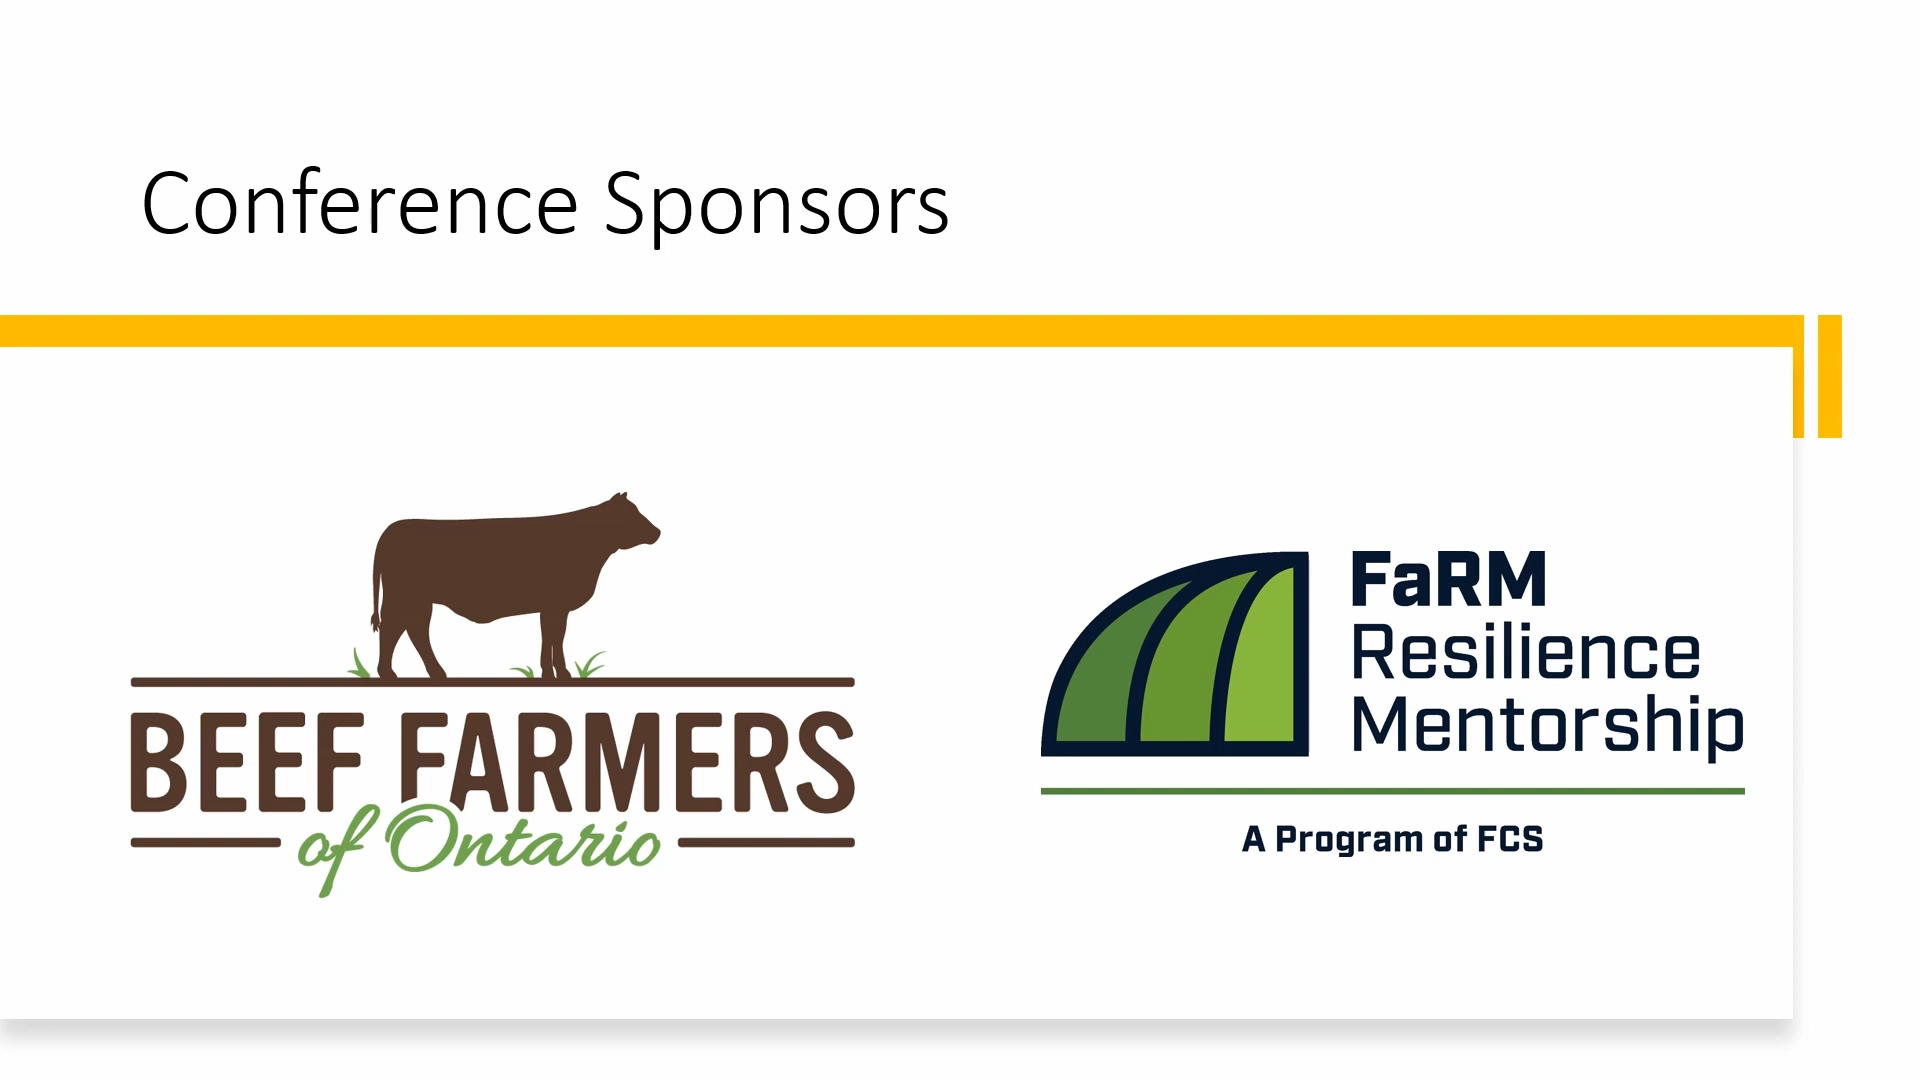 Conference Sponsors
BEEF FARMERS
of Ontario
FaRM
Resilience
Mentorship
A Program of FCS